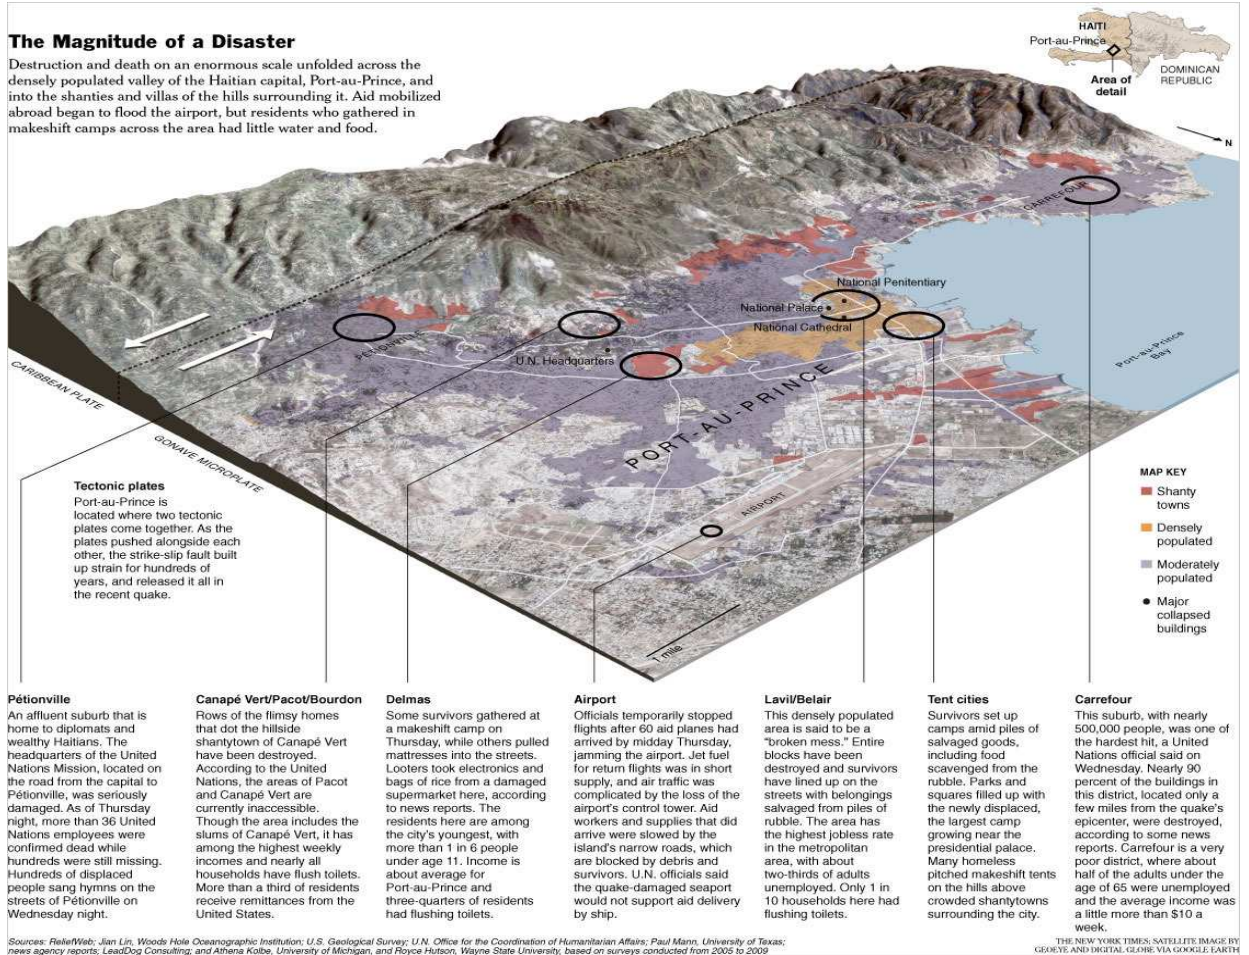 The Magnitude of a Disaster
Destruction and death on an enormous scale unfolded across the
densely populated valley of the Haitian capital, Port-au-Prince, and
into the shanties and villas of the hills surrounding it. Aid mobilized
abroad began to flood the airport, but residents who gathered in
makeshift camps across the area had little water and food.
HAITI
Port-au-Prince
Area of
detail
DOMINICAN
REPUBLIC
N
CARREFOUR
National Penitentiary
National Palace
National Cathedral
PÉTIONVILLE
U.N. Headquarters
PORT-AU-PRINCE
Port-au-Prince
Bay
CARIBBEAN PLATE
GONAVE MICROPLATE
AIRPORT
1 mile
Tectonic plates
Port-au-Prince is
located where two tectonic
plates come together. As the
plates pushed alongside each
other, the strike-slip fault built
up strain for hundreds of
years, and released it all in
the recent quake.
MAP KEY
Shanty
towns
Densely
populated
Moderately
populated
Major
collapsed
buildings
Pétionville
An affluent suburb that is
home to diplomats and
wealthy Haitians. The
headquarters of the United
Nations Mission, located on
the road from the capital to
Pétionville, was seriously
damaged. As of Thursday
night, more than 36 United
Nations employees were
confirmed dead while
hundreds were still missing.
Hundreds of displaced
people sang hymns on the
streets of Pétionville on
Wednesday night.
Canapé Vert/Pacot/Bourdon
Rows of the flimsy homes
that dot the hillside
shantytown of Canapé Vert
have been destroyed.
According to the United
Nations, the areas of Pacot
and Canapé Vert are
currently inaccessible.
Though the area includes the
slums of Canapé Vert, it has
among the highest weekly
incomes and nearly all
households have flush toilets.
More than a third of residents
receive remittances from the
United States.
Delmas
Some survivors gathered at
a makeshift camp on
Thursday, while others pulled
mattresses into the streets.
Looters took electronics and
bags of rice from a damaged
supermarket here, according
to news reports. The
residents here are among
the city's youngest, with
more than 1 in 6 people
under age 11. Income is
about average for
Port-au-Prince and
three-quarters of residents
had flushing toilets.
Airport
Officials temporarily stopped
flights after 60 aid planes had
arrived by midday Thursday,
jamming the airport. Jet fuel
for return flights was in short
supply, and air traffic was
complicated by the loss of the
airport's control tower. Aid
workers and supplies that did
arrive were slowed by the
island's narrow roads, which
are blocked by debris and
survivors. U.N. officials said
the quake-damaged seaport
would not support aid delivery
by ship.
Lavil/Belair
This densely populated
area is said to be a
“broken mess.” Entire
blocks have been
destroyed and survivors
have lined up on the
streets with belongings
salvaged from piles of
rubble. The area has
the highest jobless rate
in the metropolitan
area, with about
two-thirds of adults
unemployed. Only 1 in
10 households here had
flushing toilets.
Tent cities
Survivors set up
camps amid piles of
salvaged goods,
including food
scavenged from the
rubble. Parks and
squares filled up with
the newly displaced,
the largest camp
growing near the
presidential palace.
Many homeless
pitched makeshift tents
on the hills above
crowded shantytowns
surrounding the city.
Carrefour
This suburb, with nearly
500,000 people, was one of
the hardest hit, a United
Nations official said on
Wednesday. Nearly 90
percent of the buildings in
this district, located only a
few miles from the quake's
epicenter, were destroyed,
according to some news
reports. Carrefour is a very
poor district, where about
half of the adults under the
age of 65 were unemployed
and the average income was
a little more than $10 a
week.
Sources: ReliefWeb; Jian Lin, Woods Hole Oceanographic Institution; U.S. Geological Survey; U.N. Office for the Coordination of Humanitarian Affairs; Paul Mann, University of Texas;
news agency reports; LeadDog Consulting; and Athena Kolbe, University of Michigan, and Royce Hutson, Wayne State University, based on surveys conducted from 2005 to 2009
THE NEW YORK TIMES; SATELLITE IMAGE BY
GEOEYE AND DIGITAL GLOBE VIA GOOGLE EARTH